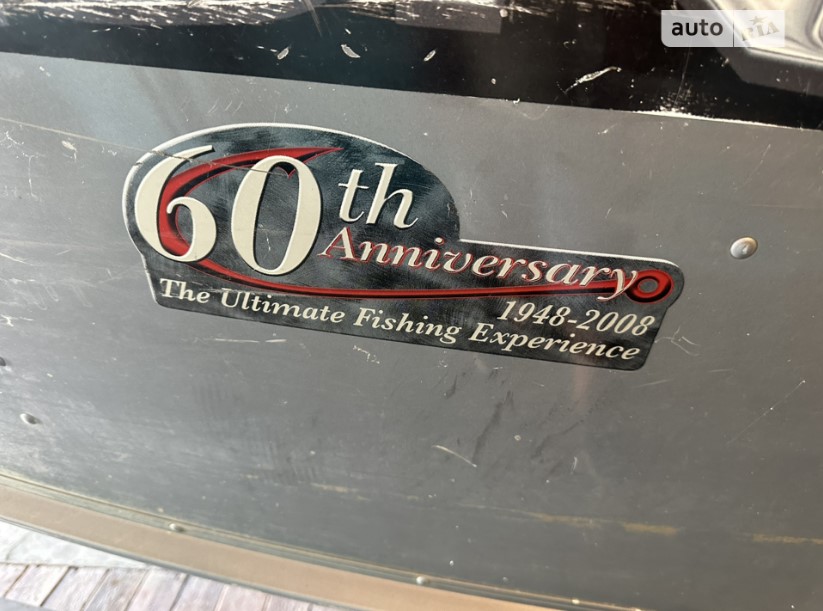 auto RIA
60th
Anniversary
1948-2008
The Ultimate Fishing Experience